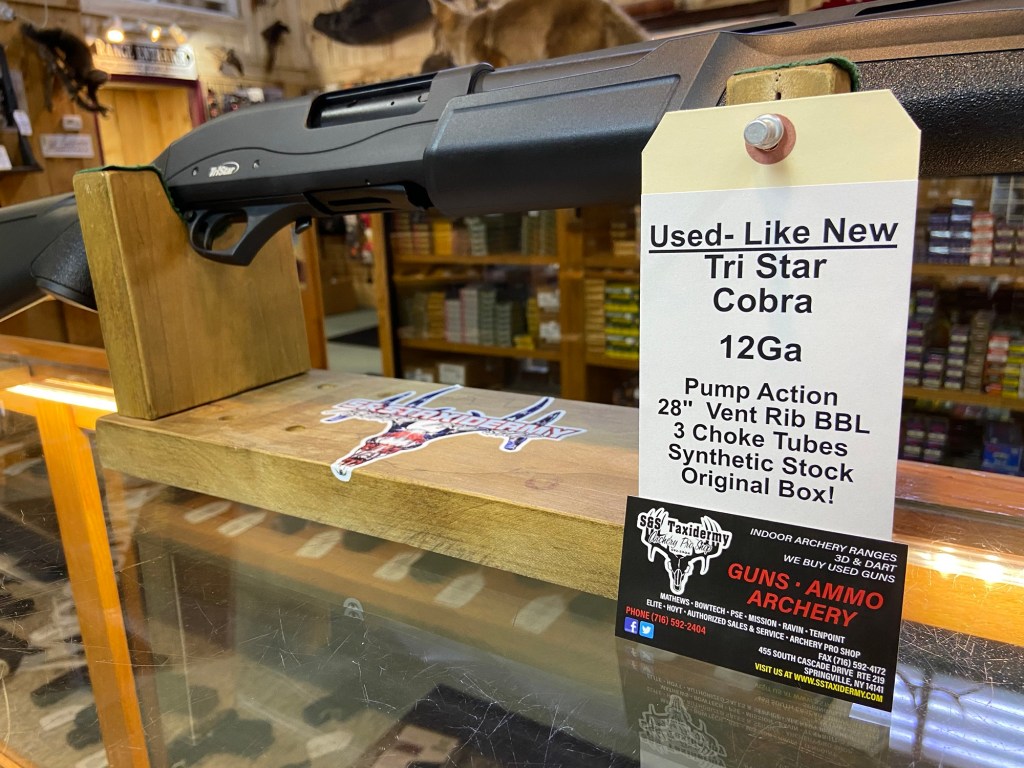 TriStar
Used- Like New
Tri Star
Cobra
12Ga
Pump Action
28" Vent Rib BBL
3 Choke Tubes
Synthetic Stock
Original Box!
S&S Taxidermy
Archery Pro Shop
INDOOR ARCHERY RANGES
3D & DART
WE BUY USED GUNS
GUNS · AMMO
ARCHERY
MATHEWS · BOWTECH · PSE · MISSION · RAVIN · TENPOINT
ELITE · HOYT · AUTHORIZED SALES & SERVICE · ARCHERY PRO SHOP
PHONE (716) 592-2404
FAX (716) 592-4172
455 SOUTH CASCADE DRIVE RTE 219
SPRINGVILLE, NY 14141
VISIT US AT WWW.SSTAXIDERMY.COM